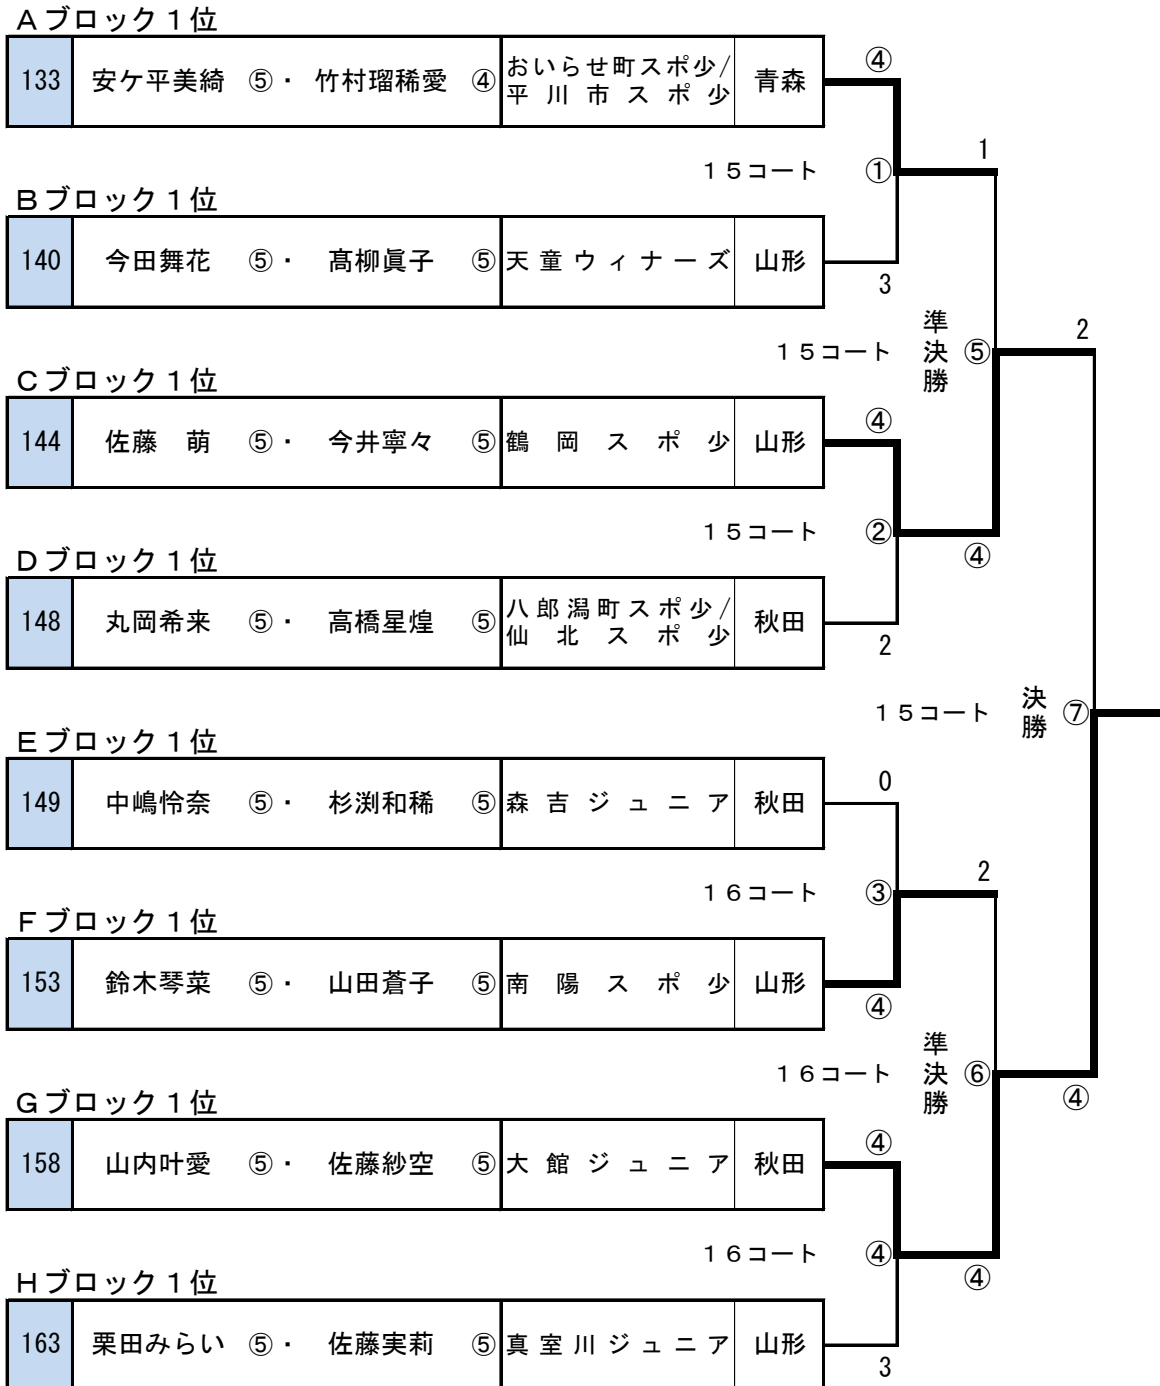 Aブロック1位
133 安ケ平美綺 ⑤・ 竹村瑠稀愛 ④ おいらせ町スポ少/ 青森 ④
平川市スポ少
15コート ① 1
Bブロック1位
140 今田舞花 ⑤・ 髙柳眞子 ⑤ 天童ウィナーズ 山形
3
15コート 準決勝 ⑤ 2
Cブロック1位
144 佐藤 萌 ⑤・ 今井寧々 ⑤ 鶴岡スポ少 山形 ④
15コート ② ④
Dブロック1位
148 丸岡希来 ⑤・ 高橋星煌 ⑤ 八郎潟町スポ少/ 秋田
仙北スポ少 2
15コート 決勝 ⑦
Eブロック1位
149 中嶋怜奈 ⑤・ 杉渕和稀 ⑤ 森吉ジュニア 秋田 0
16コート ③ 2
Fブロック1位
153 鈴木琴菜 ⑤・ 山田蒼子 ⑤ 南陽スポ少 山形 ④
16コート 準決勝 ⑥ ④
Gブロック1位
158 山内叶愛 ⑤・ 佐藤紗空 ⑤ 大館ジュニア 秋田 ④
16コート ④ ④
Hブロック1位
163 栗田みらい ⑤・ 佐藤実莉 ⑤ 真室川ジュニア 山形 3